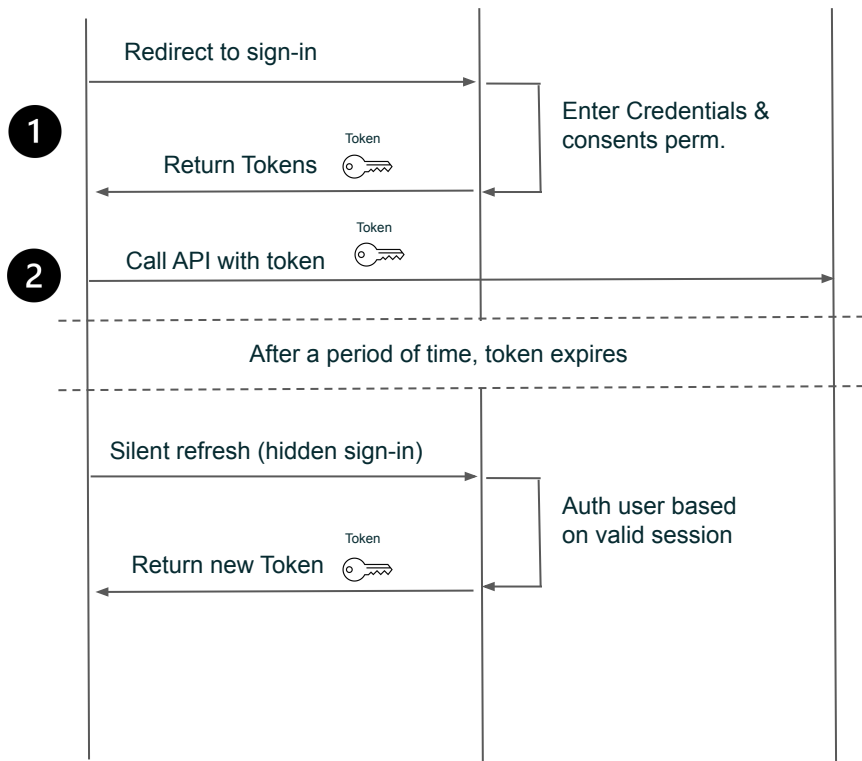 Redirect to sign-in
Enter Credentials &
consents perm.
1
Token
Return Tokens
Token
Call API with token
2
After a period of time, token expires
Silent refresh (hidden sign-in)
Auth user based
on valid session
Token
Return new Token